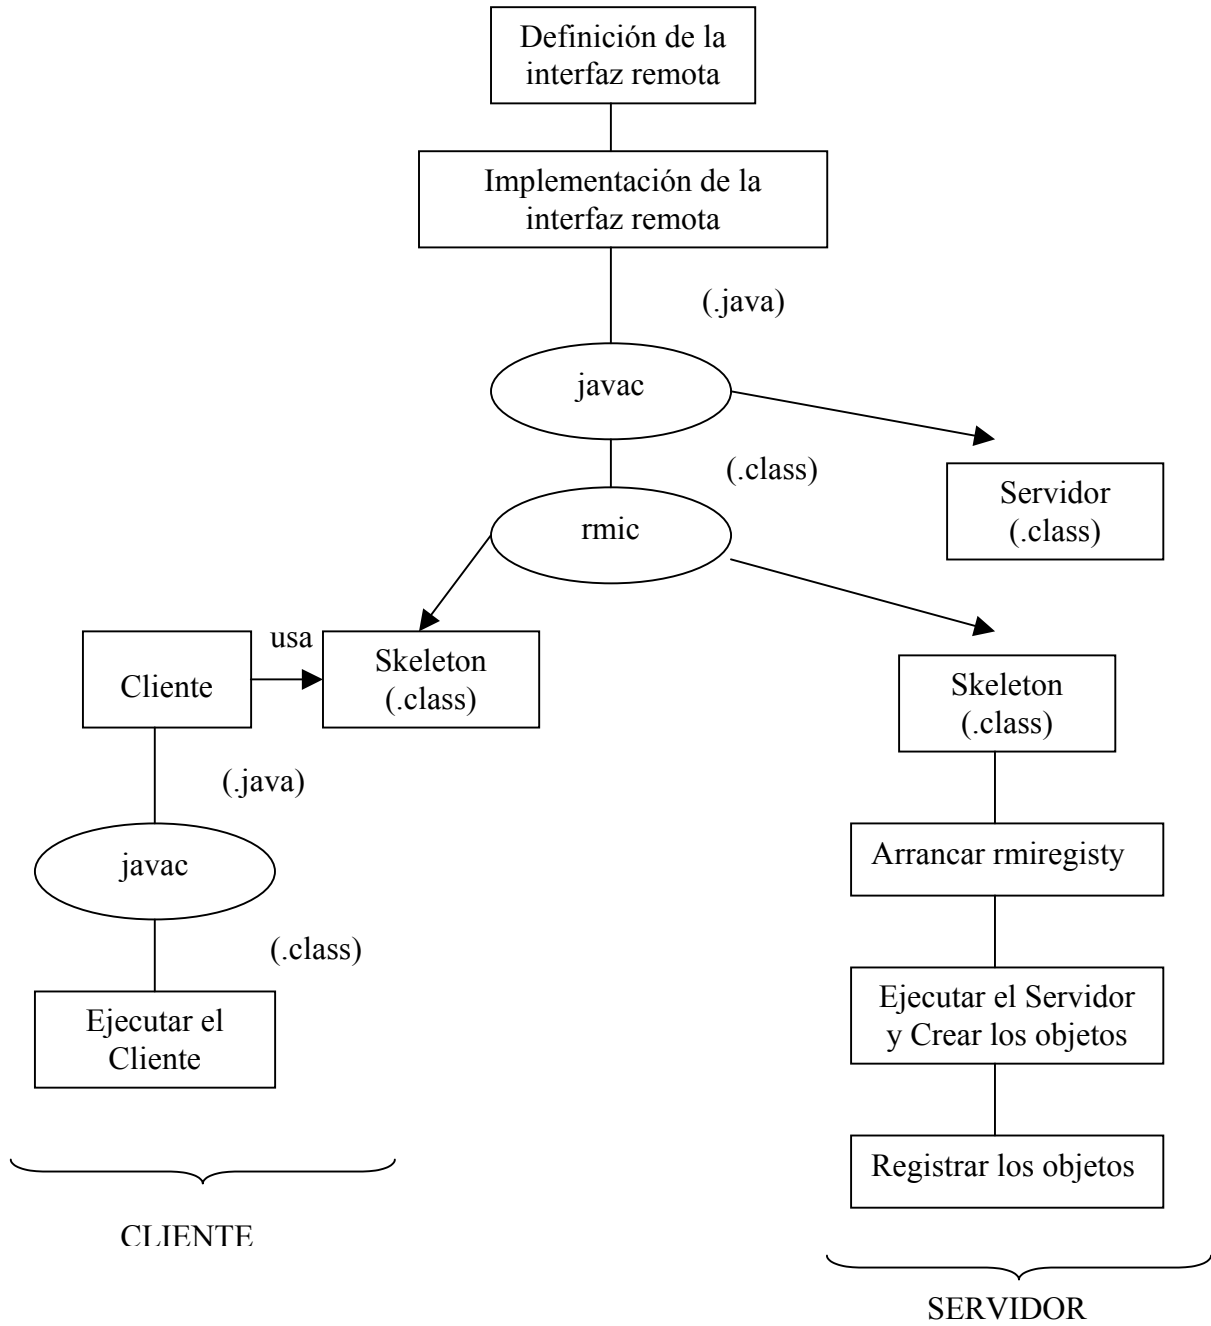 Definición de la
interfaz remota
Implementación de la
interfaz remota
(.java)
javac
(.class)
Servidor
(.class)
rmic
usa
Cliente
Skeleton
(.class)
Skeleton
(.class)
(.java)
javac
Arrancar rmiregisty
(.class)
Ejecutar el
Cliente
Ejecutar el Servidor
y Crear los objetos
Registrar los objetos
CLIENTE
SERVIDOR